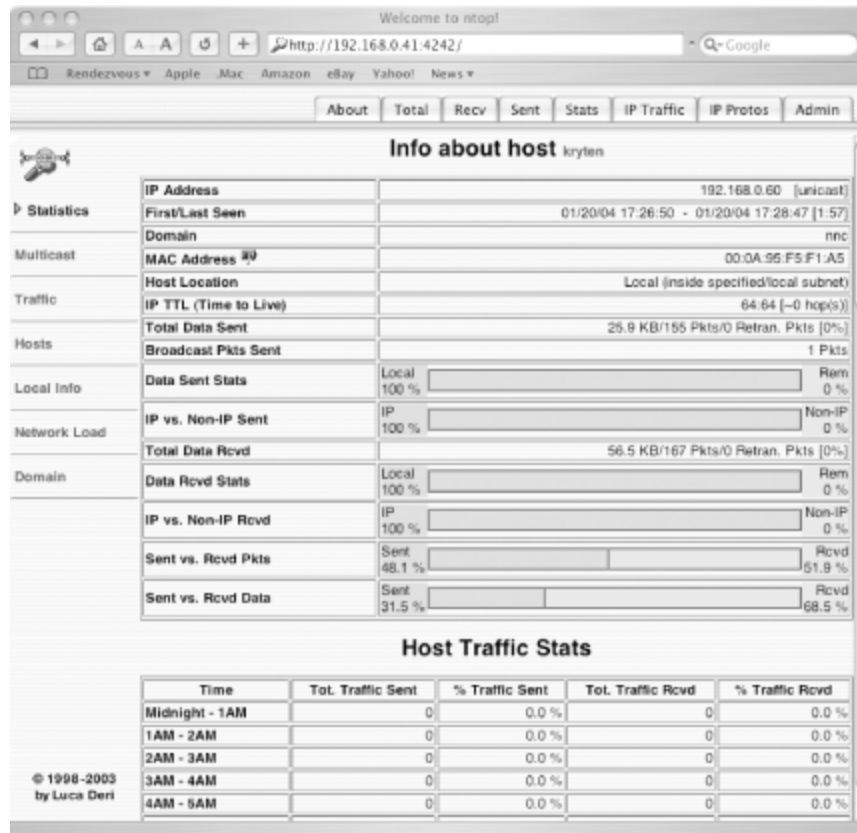 Welcome to ntop!
A A + http://192.168.0.41:4242/ Q- Google
Rendezvous Apple .Mac Amazon eBay Yahoo! News
About Total Recv Sent Stats IP Traffic IP Protos Admin
Statistics
Multicast
Traffic
Hosts
Local Info
Network Load
Domain
© 1998-2003
by Luca Deri
Info about host kryten
IP Address 192.168.0.60 [unicast]
First/Last Seen 01/20/04 17:26:50 - 01/20/04 17:28:47 [1:57]
Domain nnc
MAC Address 00:0A:95:F5:F1:A5
Host Location Local (inside specified/local subnet)
IP TTL (Time to Live) 64:64 [~0 hop(s)]
Total Data Sent 25.9 KB/155 Pkts/0 Retran. Pkts [0%]
Broadcast Pkts Sent 1 Pkts
Data Sent Stats Local 100 % Rem 0 %
IP vs. Non-IP Sent IP 100 % Non-IP 0 %
Total Data Rcvd 56.5 KB/167 Pkts/0 Retran. Pkts [0%]
Data Rcvd Stats Local 100 % Rem 0 %
IP vs. Non-IP Rcvd IP 100 % Non-IP 0 %
Sent vs. Rcvd Pkts Sent 48.1 % Rcvd 51.9 %
Sent vs. Rcvd Data Sent 31.5 % Rcvd 68.5 %
Host Traffic Stats
Time Tot. Traffic Sent % Traffic Sent Tot. Traffic Rcvd % Traffic Rcvd
Midnight - 1AM 0 0.0 % 0 0.0 %
1AM - 2AM 0 0.0 % 0 0.0 %
2AM - 3AM 0 0.0 % 0 0.0 %
3AM - 4AM 0 0.0 % 0 0.0 %
4AM - 5AM 0 0.0 % 0 0.0 %